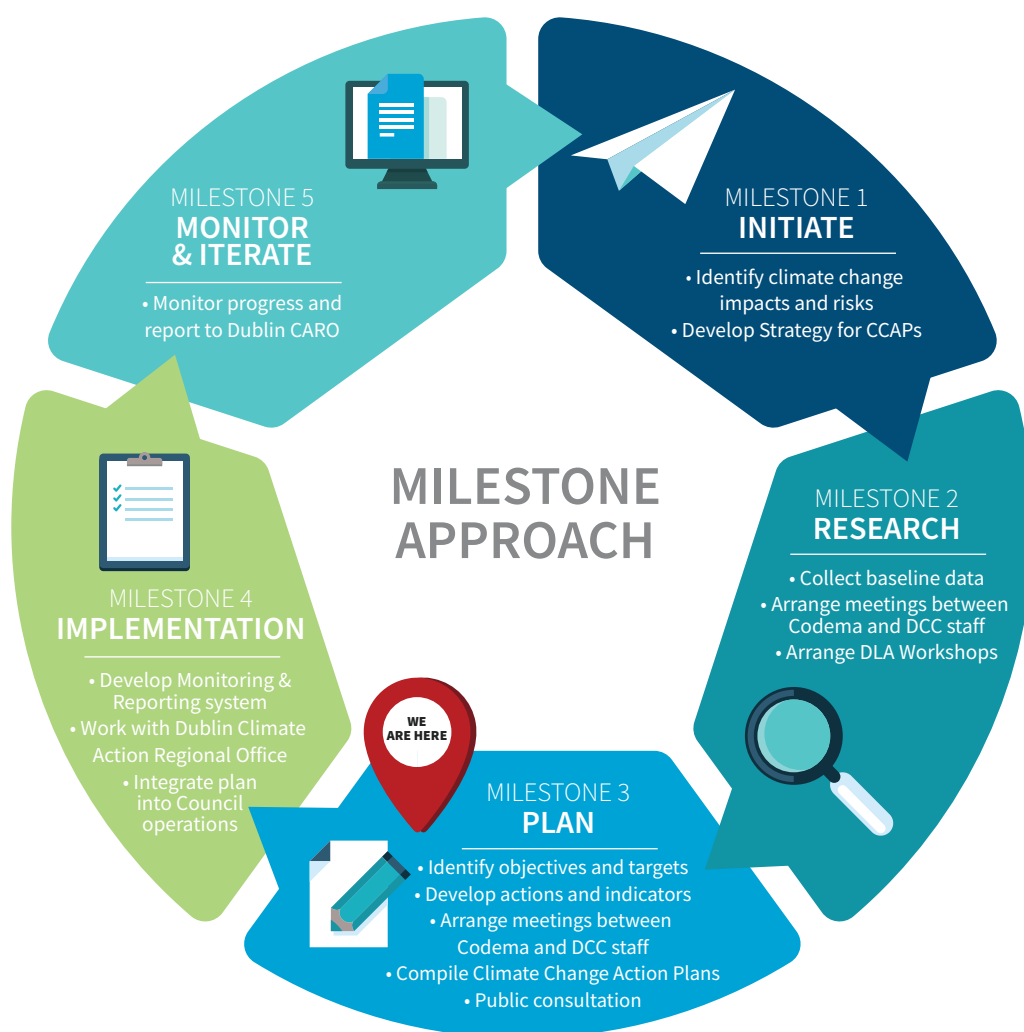 MILESTONE APPROACH
MILESTONE 1
INITIATE
• Identify climate change
impacts and risks
• Develop Strategy for CCAPs
MILESTONE 2
RESEARCH
• Collect baseline data
• Arrange meetings between
Codema and DCC staff
• Arrange DLA Workshops
MILESTONE 3
PLAN
• Identify objectives and targets
• Develop actions and indicators
• Arrange meetings between
Codema and DCC staff
• Compile Climate Change Action Plans
• Public consultation
WE
ARE HERE
MILESTONE 4
IMPLEMENTATION
• Develop Monitoring &
Reporting system
• Work with Dublin Climate
Action Regional Office
• Integrate plan
into Council
operations
MILESTONE 5
MONITOR
& ITERATE
• Monitor progress and
report to Dublin CARO